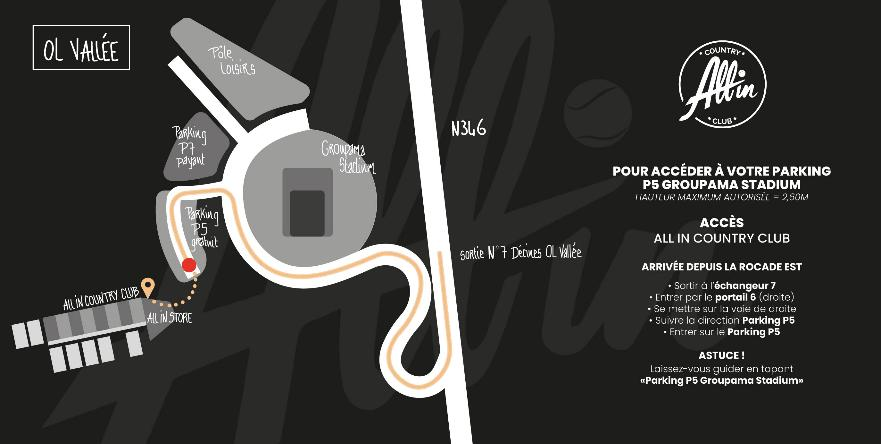 OL VALLÉE
Pôle
Loisirs
Parking
P7
payant
Groupama
Stadium
N346
Parking
P5
gratuit
sortie N°7 Décines OL Vallée
ALL IN COUNTRY CLUB
ALL IN STORE
COUNTRY
All in
CLUB
POUR ACCÉDER À VOTRE PARKING
P5 GROUPAMA STADIUM
HAUTEUR MAXIMUM AUTORISÉE = 2,50M
ACCÈS
ALL IN COUNTRY CLUB
ARRIVÉE DEPUIS LA ROCADE EST
• Sortir à l'échangeur 7
• Entrer par le portail 6 (droite)
• Se mettre sur la voie de droite
• Suivre la direction Parking P5
• Entrer sur le Parking P5
ASTUCE !
Laissez-vous guider en tapant
«Parking P5 Groupama Stadium»